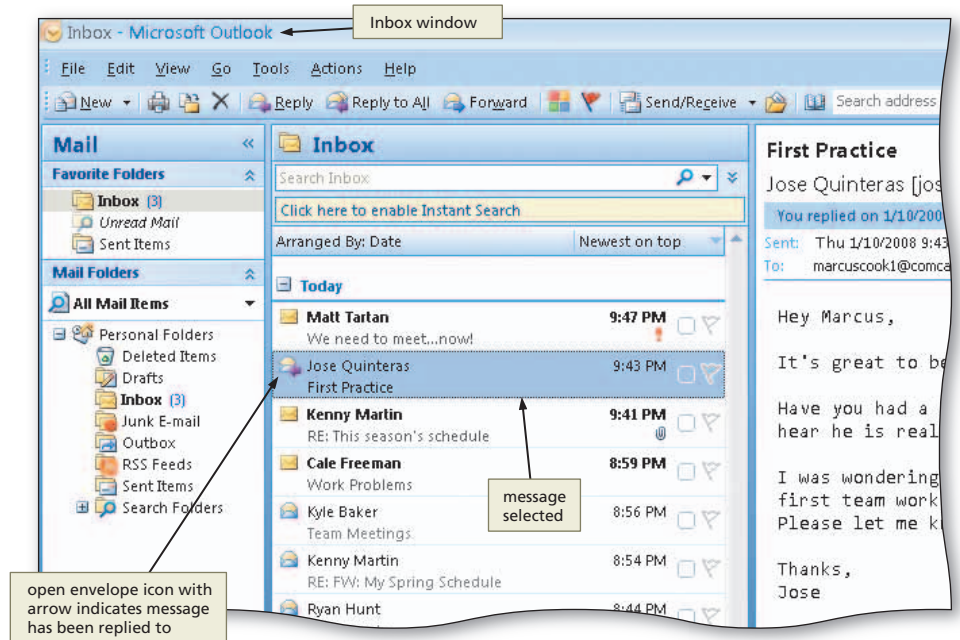 Inbox window
Inbox - Microsoft Outlook
File Edit View Go Tools Actions Help
New Reply Reply to All Forward Send/Receive Search address
Mail
Favorite Folders
Inbox (3)
Unread Mail
Sent Items
Mail Folders
All Mail Items
Personal Folders
Deleted Items
Drafts
Inbox (3)
Junk E-mail
Outbox
RSS Feeds
Sent Items
Search Folders
open envelope icon with
arrow indicates message
has been replied to
Inbox
Search Inbox
Click here to enable Instant Search
Arranged By: Date Newest on top
Today
Matt Tartan 9:47 PM
We need to meet...now!
Jose Quinteras 9:43 PM
First Practice
Kenny Martin 9:41 PM
RE: This season's schedule
Cale Freeman 8:59 PM
Work Problems
message
selected
Kyle Baker 8:56 PM
Team Meetings
Kenny Martin 8:54 PM
RE: FW: My Spring Schedule
Ryan Hunt 8:44 PM
First Practice
Jose Quinteras [jos
You replied on 1/10/200
Sent: Thu 1/10/2008 9:43
To: marcuscook1@comca
Hey Marcus,
It's great to be
Have you had a
hear he is real
I was wondering
first team work
Please let me k
Thanks,
Jose